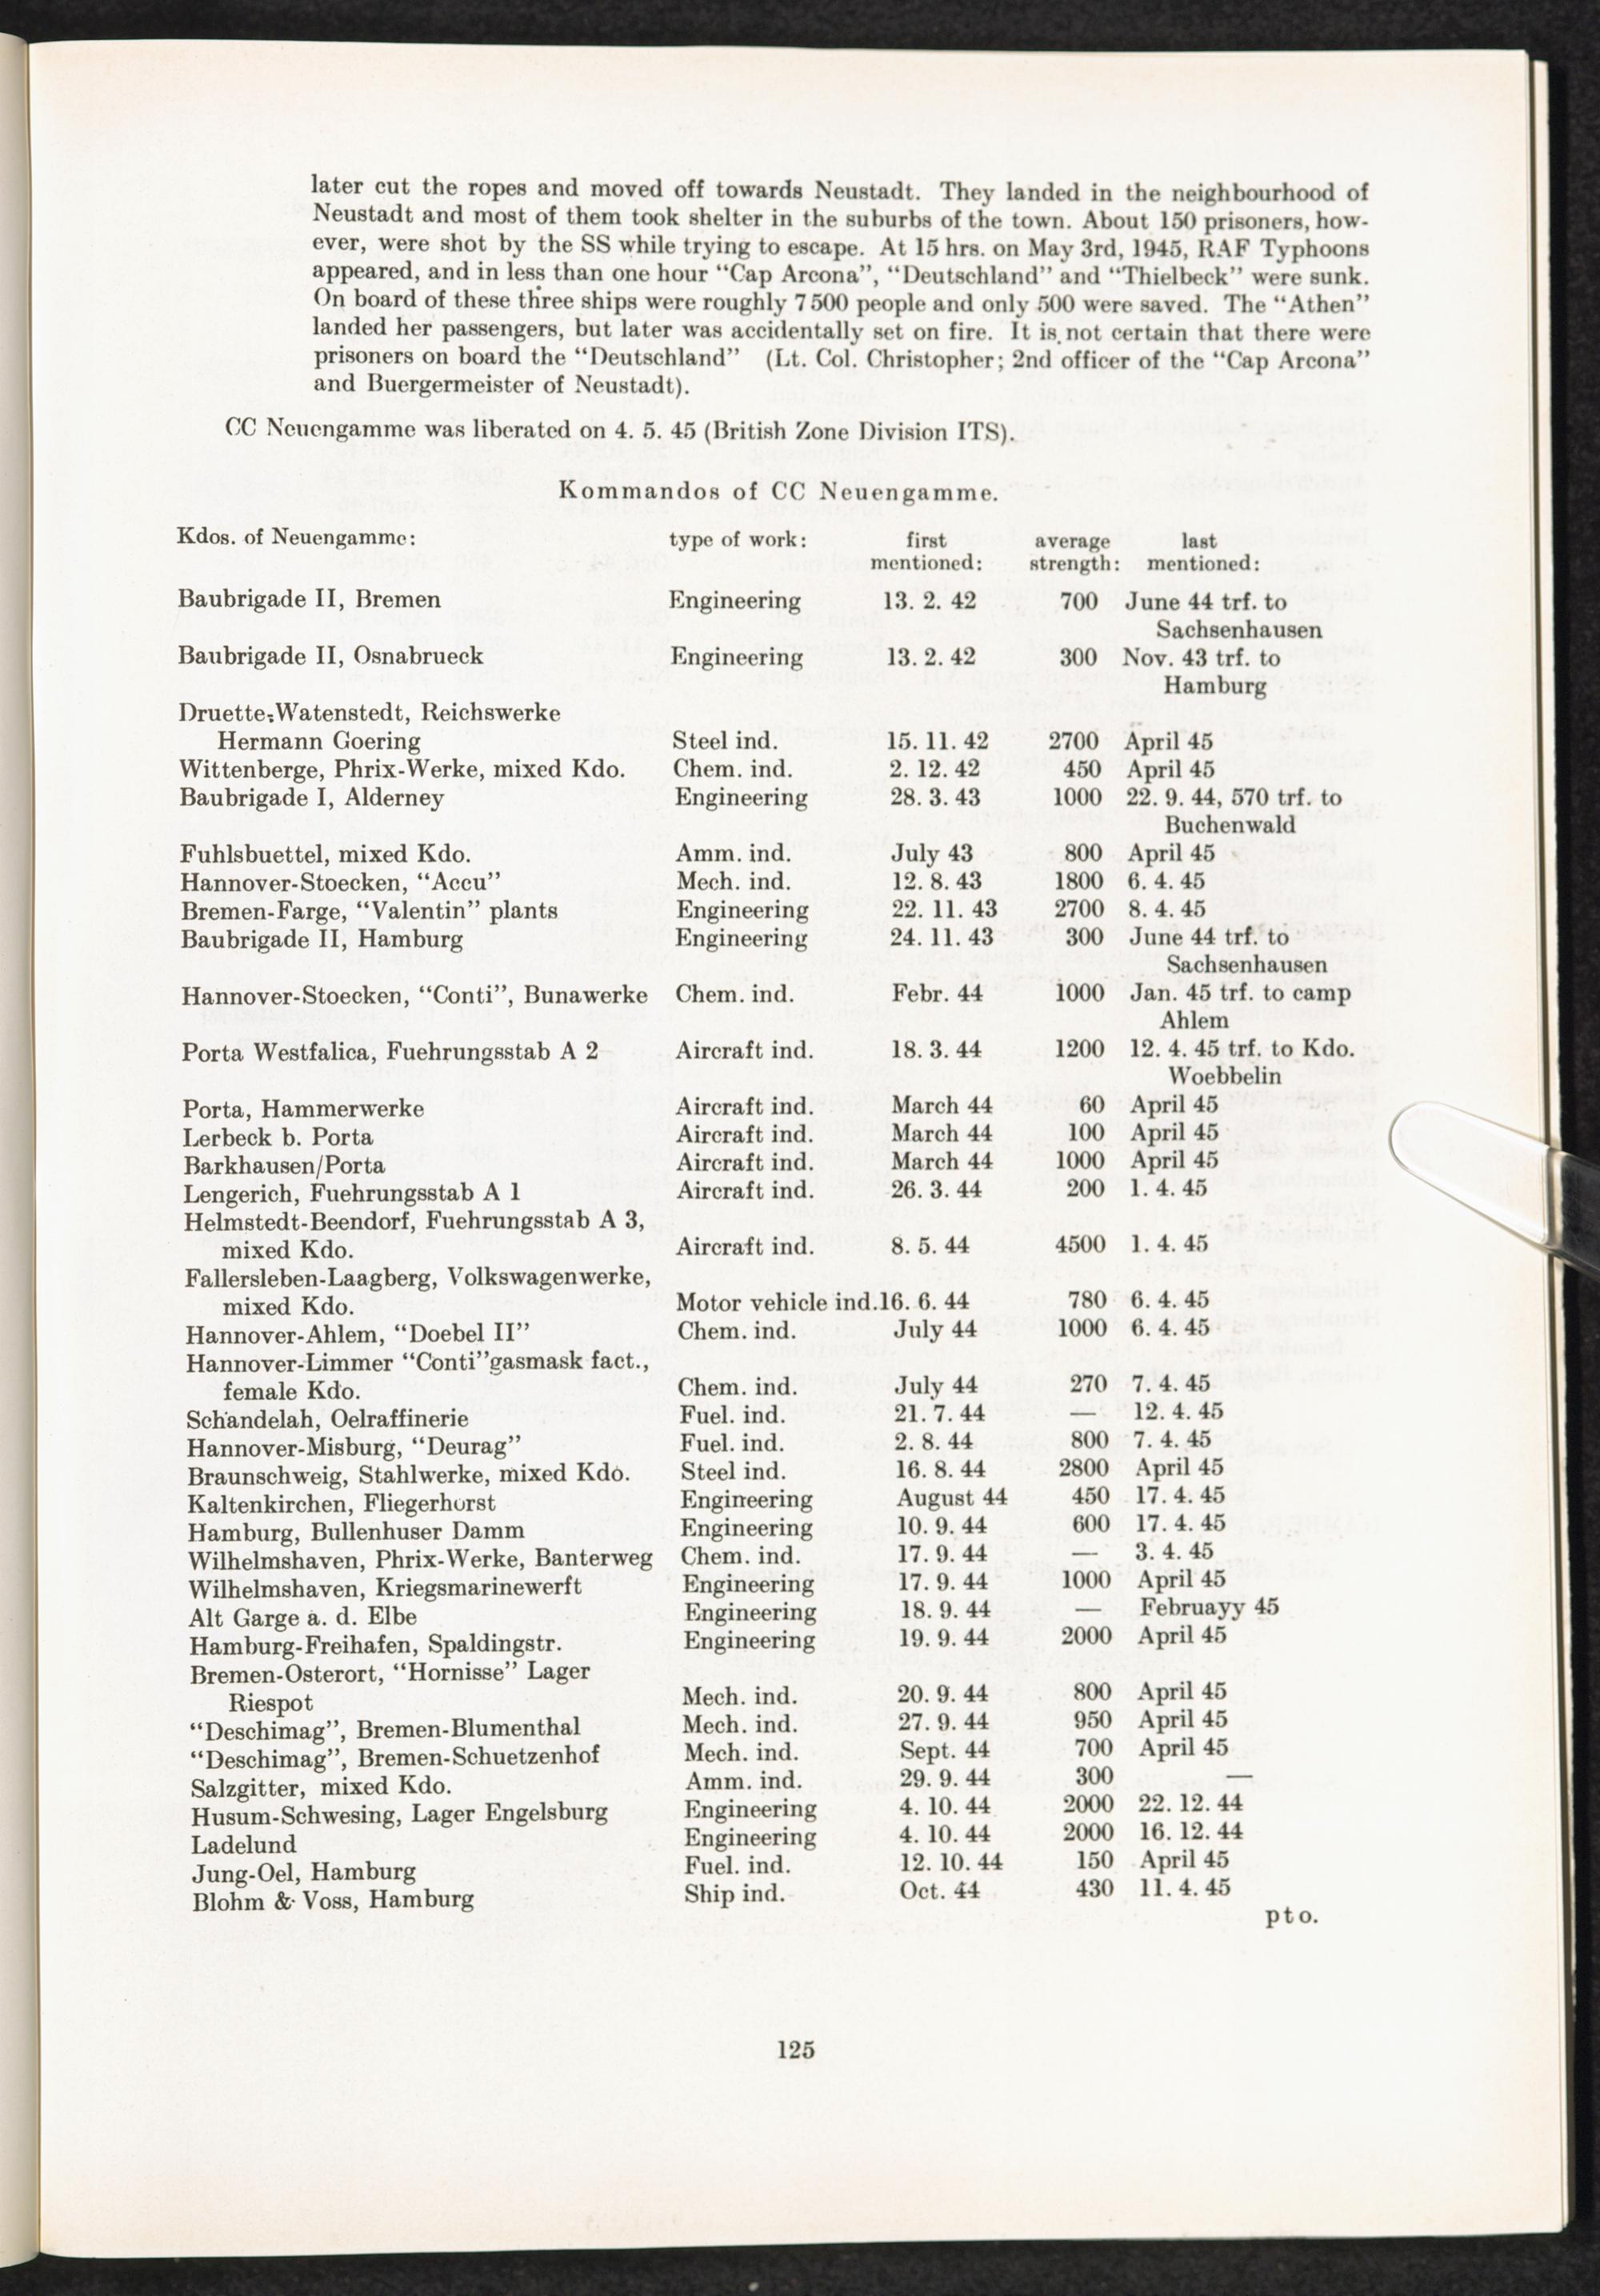 later cut the ropes and moved off towards Neustadt. They landed in the neighbourhood of
Neustadt and most of them took shelter in the suburbs of the town. About 150 prisoners, how-
ever, were shot by the SS while trying to escape. At 15 hrs. on May 3rd, 1945, RAF Typhoons
appeared, and in less than one hour “Cap Arcona”, “Deutschland” and “Thielbeck” were sunk.
On board of these three ships were roughly 7500 people and only 500 were saved. The “Athen”
landed her passengers, but later was accidentally set on fire. It is not certain that there were
prisoners on board the “Deutschland” (Lt. Col. Christopher; 2nd officer of the “Cap Arcona”
and Buergermeister of Neustadt).
CC Neuengamme was liberated on 4. 5. 45 (British Zone Division ITS).
Kommandos of CC Neuengamme.
Kdos. of Neuengamme: type of work: first average last
mentioned: strength: mentioned:
Baubrigade II, Bremen Engineering 13. 2. 42 700 June 44 trf. to
Sachsenhausen
Baubrigade II, Osnabrueck Engineering 13. 2. 42 300 Nov. 43 trf. to
Hamburg
Druette-Watenstedt, Reichswerke
Hermann Goering Steel ind. 15. 11. 42 2700 April 45
Wittenberge, Phrix-Werke, mixed Kdo. Chem. ind. 2. 12. 42 450 April 45
Baubrigade I, Alderney Engineering 28. 3. 43 1000 22. 9. 44, 570 trf. to
Buchenwald
Fuhlsbuettel, mixed Kdo. Amm. ind. July 43 800 April 45
Hannover-Stoecken, “Accu” Mech. ind. 12. 8. 43 1800 6. 4. 45
Bremen-Farge, “Valentin” plants Engineering 22. 11. 43 2700 8. 4. 45
Baubrigade II, Hamburg Engineering 24. 11. 43 300 June 44 trf. to
Sachsenhausen
Hannover-Stoecken, “Conti”, Bunawerke Chem. ind. Febr. 44 1000 Jan. 45 trf. to camp
Ahlem
Porta Westfalica, Fuehrungsstab A 2 Aircraft ind. 18. 3. 44 1200 12. 4. 45 trf. to Kdo.
Woebbelin
Porta, Hammerwerke Aircraft ind. March 44 60 April 45
Lerbeck b. Porta Aircraft ind. March 44 100 April 45
Barkhausen/Porta Aircraft ind. March 44 1000 April 45
Lengerich, Fuehrungsstab A 1 Aircraft ind. 26. 3. 44 200 1. 4. 45
Helmstedt-Beendorf, Fuehrungsstab A 3,
mixed Kdo. Aircraft ind. 8. 5. 44 4500 1. 4. 45
Fallersleben-Laagberg, Volkswagenwerke,
mixed Kdo. Motor vehicle ind. 16. 6. 44 780 6. 4. 45
Hannover-Ahlem, “Doebel II” Chem. ind. July 44 1000 6. 4. 45
Hannover-Limmer “Conti” gasmask fact.,
female Kdo. Chem. ind. July 44 270 7. 4. 45
Schandelah, Oelraffinerie Fuel. ind. 21. 7. 44 — 12. 4. 45
Hannover-Misburg, “Deurag” Fuel. ind. 2. 8. 44 800 7. 4. 45
Braunschweig, Stahlwerke, mixed Kdo. Steel ind. 16. 8. 44 2800 April 45
Kaltenkirchen, Fliegerhorst Engineering August 44 450 17. 4. 45
Hamburg, Bullenhuser Damm Engineering 10. 9. 44 600 17. 4. 45
Wilhelmshaven, Phrix-Werke, Banterweg Chem. ind. 17. 9. 44 — 3. 4. 45
Wilhelmshaven, Kriegsmarinewerft Engineering 17. 9. 44 1000 April 45
Alt Garge a. d. Elbe Engineering 18. 9. 44 — Februayy 45
Hamburg-Freihafen, Spaldingstr. Engineering 19. 9. 44 2000 April 45
Bremen-Osterort, “Hornisse” Lager
Riespot Mech. ind. 20. 9. 44 800 April 45
“Deschimag”, Bremen-Blumenthal Mech. ind. 27. 9. 44 950 April 45
“Deschimag”, Bremen-Schuetzenhof Mech. ind. Sept. 44 700 April 45
Salzgitter, mixed Kdo. Amm. ind. 29. 9. 44 300 —
Husum-Schwesing, Lager Engelsburg Engineering 4. 10. 44 2000 22. 12. 44
Ladelund Engineering 4. 10. 44 2000 16. 12. 44
Jung-Oel, Hamburg Fuel. ind. 12. 10. 44 150 April 45
Blohm & Voss, Hamburg Ship ind. Oct. 44 430 11. 4. 45
pto.
125